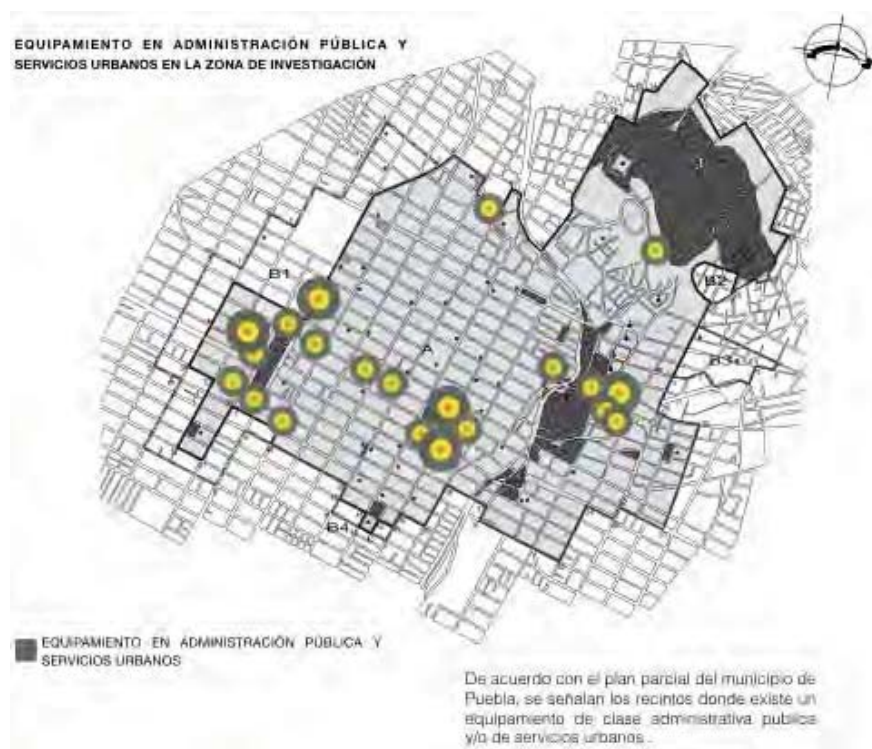 EQUIPAMIENTO EN ADMINISTRACIÓN PÚBLICA Y
SERVICIOS URBANOS EN LA ZONA DE INVESTIGACIÓN
B1
B2
A
B3
B4
EQUIPAMIENTO EN ADMINISTRACIÓN PÚBLICA Y
SERVICIOS URBANOS
De acuerdo con el plan parcial del municipio de
Puebla, se señalan los recintos donde existe un
equipamiento de clase administrativa publica
y/o de servicios urbanos .